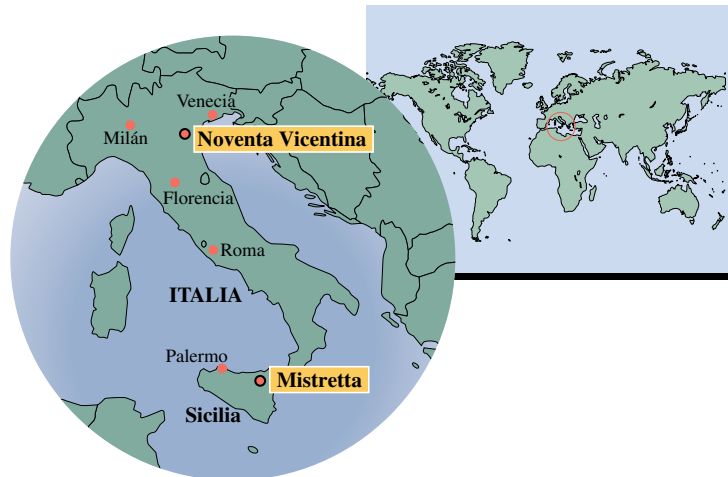 Venecia
Milán
Noventa Vicentina
Florencia
Roma
ITALIA
Palermo
Mistretta
Sicilia